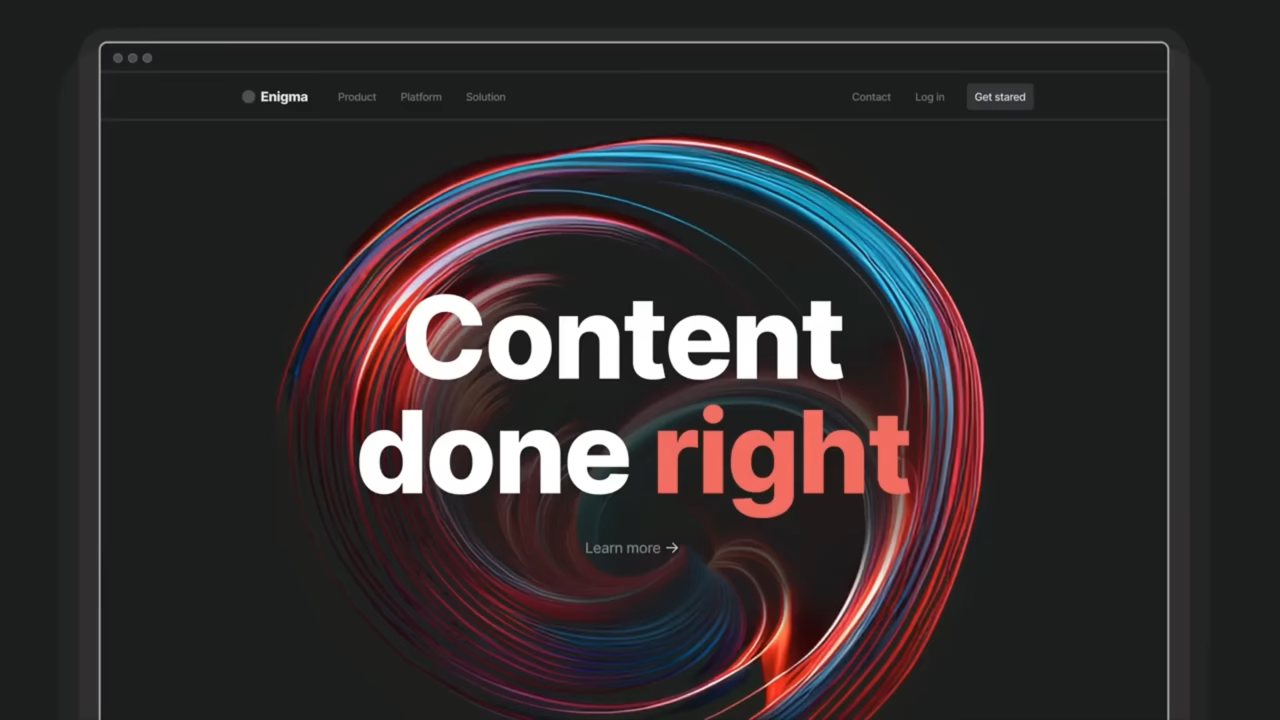 Enigma Product Platform Solution Contact Log in Get stared
Content
done right
Learn more →